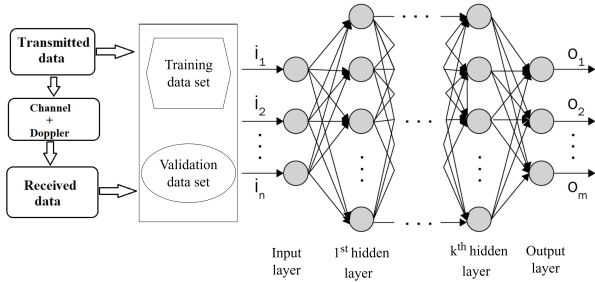 Transmitted
data
Channel
+
Doppler
Received
data
Training
data set
Validation
data set
i1
i2
in
o1
o2
om
Input
layer
1st hidden
layer
kth hidden
layer
Output
layer